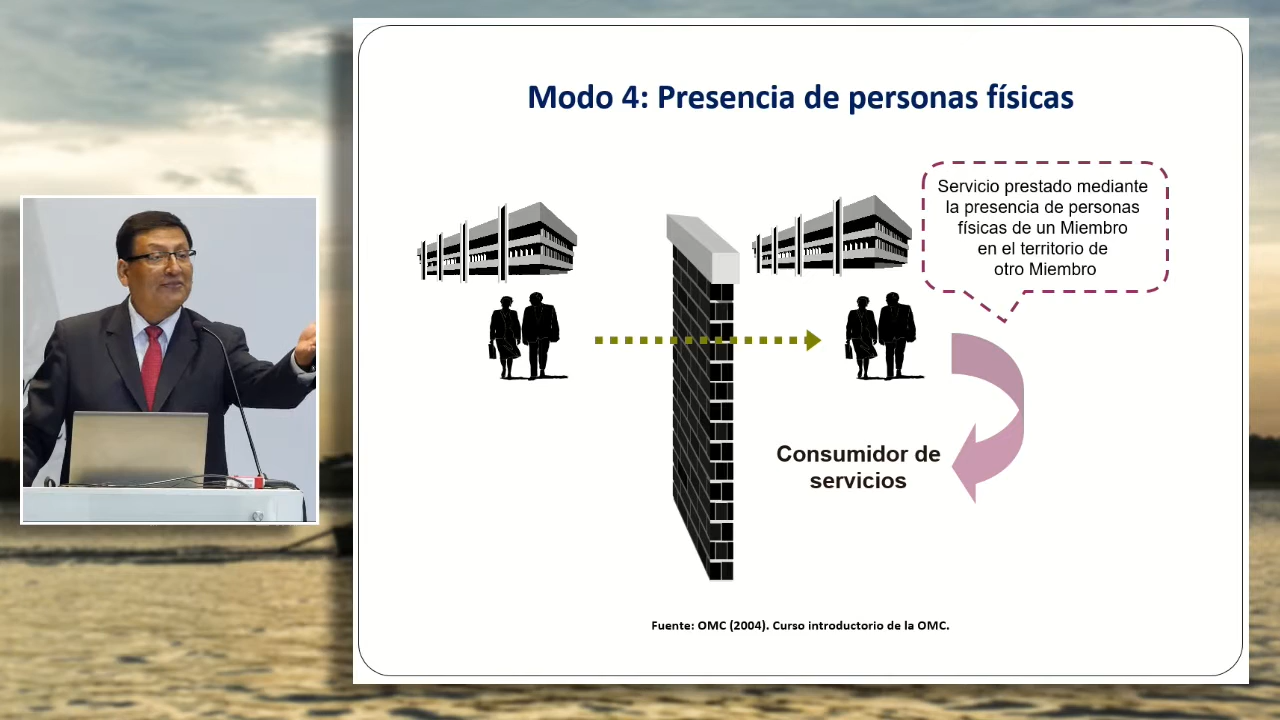 Modo 4: Presencia de personas físicas
Servicio prestado mediante
la presencia de personas
físicas de un Miembro
en el territorio de
otro Miembro
Consumidor de
servicios
Fuente: OMC (2004). Curso introductorio de la OMC.